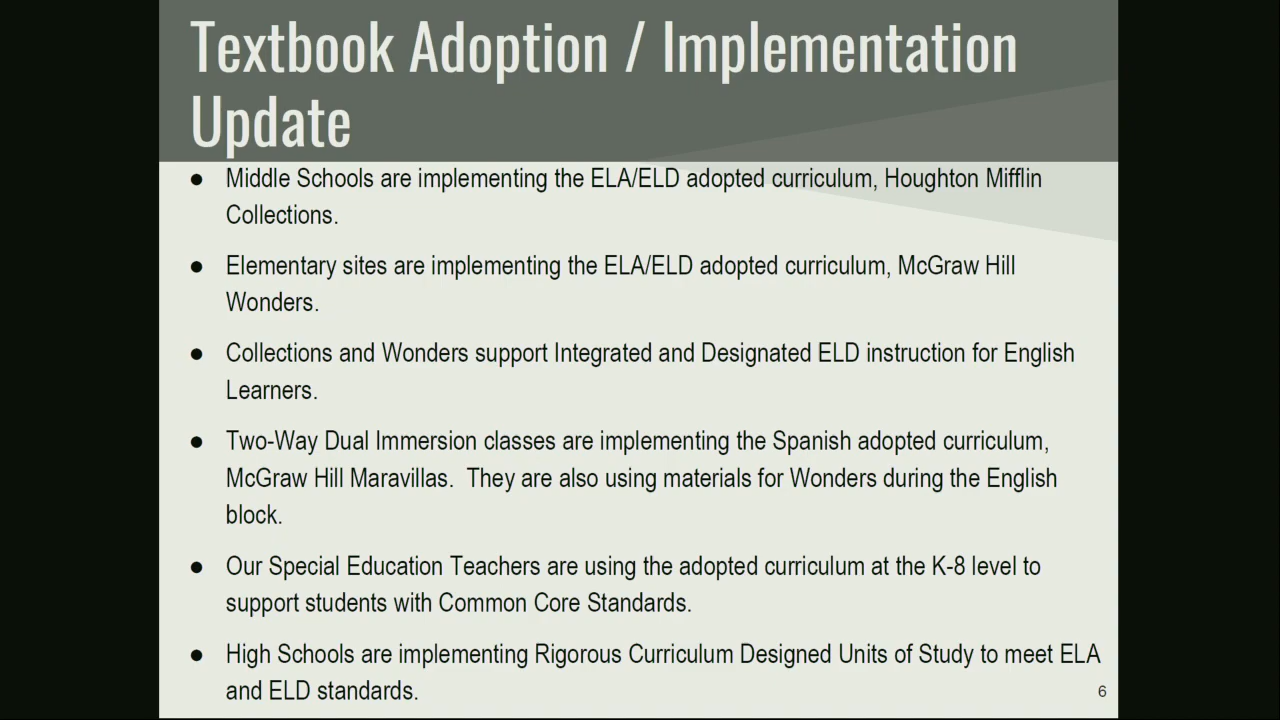 Textbook Adoption / Implementation
Update
● Middle Schools are implementing the ELA/ELD adopted curriculum, Houghton Mifflin
Collections.
● Elementary sites are implementing the ELA/ELD adopted curriculum, McGraw Hill
Wonders.
● Collections and Wonders support Integrated and Designated ELD instruction for English
Learners.
● Two-Way Dual Immersion classes are implementing the Spanish adopted curriculum,
McGraw Hill Maravillas.  They are also using materials for Wonders during the English
block.
● Our Special Education Teachers are using the adopted curriculum at the K-8 level to
support students with Common Core Standards.
● High Schools are implementing Rigorous Curriculum Designed Units of Study to meet ELA
and ELD standards.
6